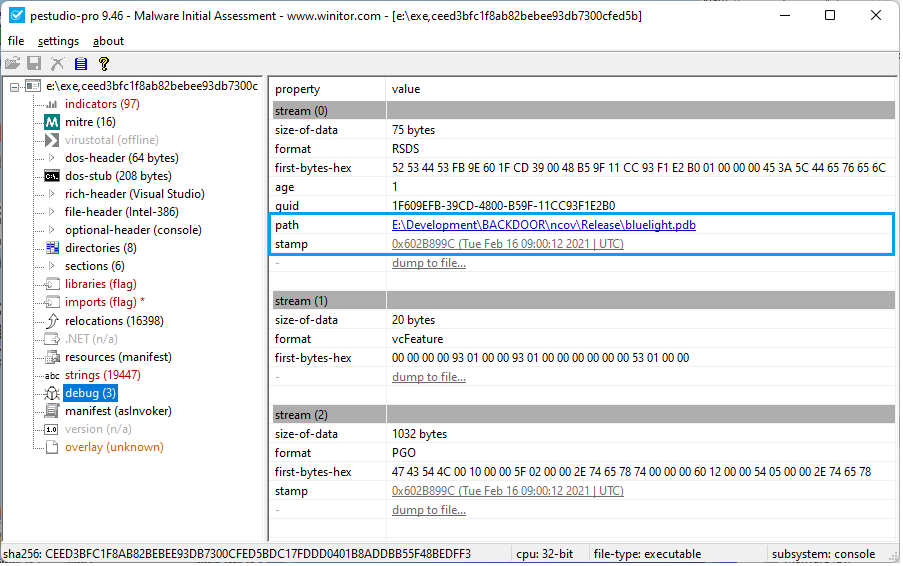 pestudio-pro 9.46 - Malware Initial Assessment - www.winitor.com - [e:\exe,ceed3bfc1f8ab82bebee93db7300cfed5b]
file settings about
?
e:\exe,ceed3bfc1f8ab82bebee93db7300c
indicators (97)
M mitre (16)
virustotal (offline)
dos-header (64 bytes)
dos-stub (208 bytes)
rich-header (Visual Studio)
file-header (Intel-386)
optional-header (console)
directories (8)
sections (6)
libraries (flag)
imports (flag) *
relocations (16398)
.NET (n/a)
resources (manifest)
abc strings (19447)
debug (3)
manifest (asInvoker)
1.0 version (n/a)
overlay (unknown)
property value
stream (0)
size-of-data 75 bytes
format RSDS
first-bytes-hex 52 53 44 53 FB 9E 60 1F CD 39 00 48 B5 9F 11 CC 93 F1 E2 B0 01 00 00 00 45 3A 5C 44 65 76 65 6C
age 1
guid 1F609EFB-39CD-4800-B59F-11CC93F1E2B0
path E:\Development\BACKDOOR\ncov\Release\bluelight.pdb
stamp 0x602B899C (Tue Feb 16 09:00:12 2021 | UTC)
- dump to file...
stream (1)
size-of-data 20 bytes
format vcFeature
first-bytes-hex 00 00 00 00 93 01 00 00 93 01 00 00 00 00 00 00 53 01 00 00
- dump to file...
stream (2)
size-of-data 1032 bytes
format PGO
first-bytes-hex 47 43 54 4C 00 10 00 00 5F 02 00 00 2E 74 65 78 74 00 00 00 60 12 00 00 54 05 00 00 2E 74 65 78
stamp 0x602B899C (Tue Feb 16 09:00:12 2021 | UTC)
- dump to file...
sha256: CEED3BFC1F8AB82BEBEE93DB7300CFED5BDC17FDDD0401B8ADDBB55F48BEDFF3 cpu: 32-bit file-type: executable subsystem: console